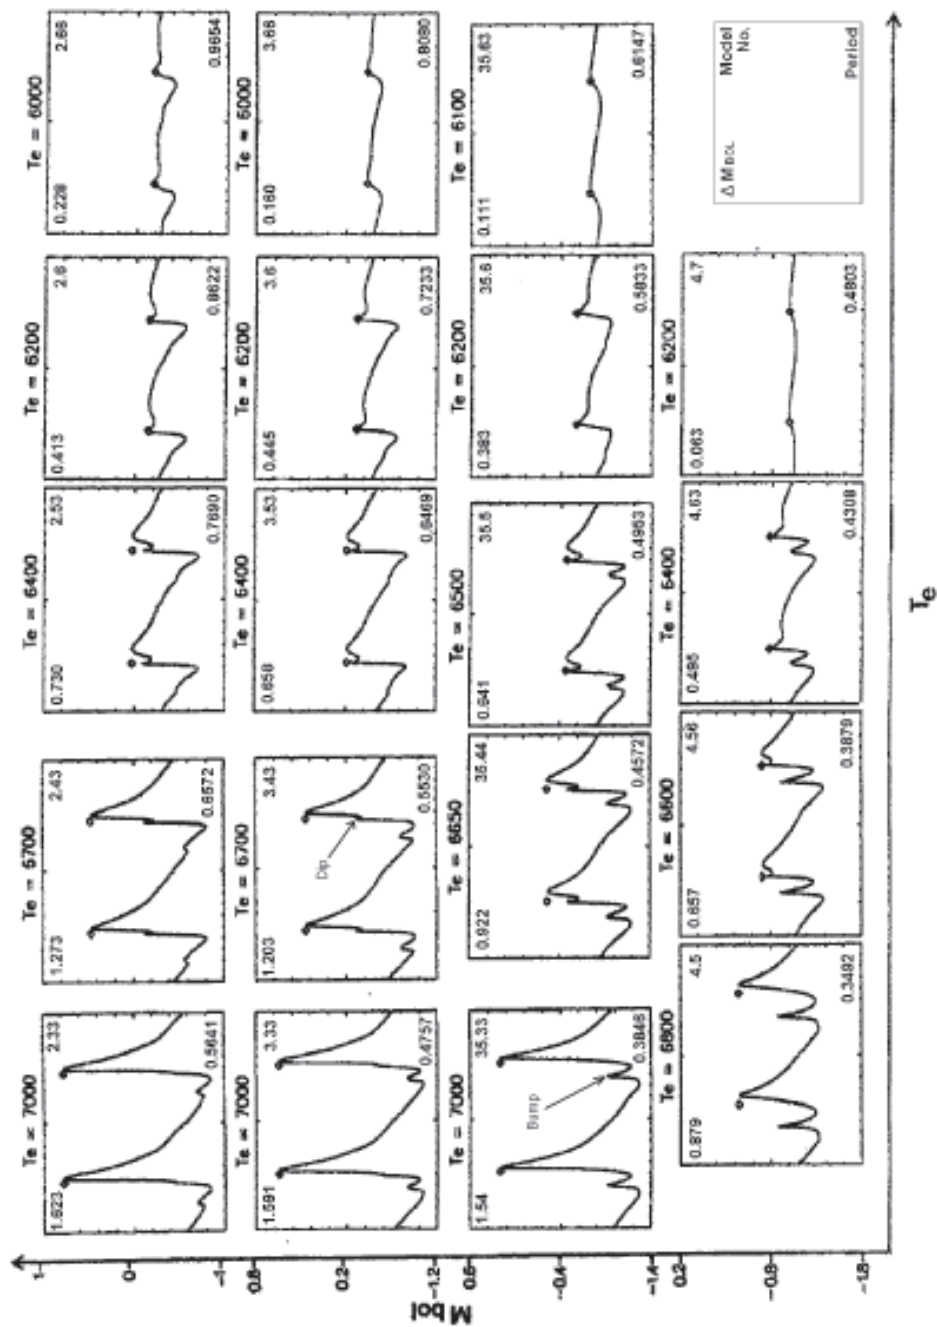 Te = 7000
Te = 6700
Te = 6400
Te = 6200
Te = 6000
1.623 2.33
1.273 2.43
0.730 2.53
0.413 2.6
0.228 2.66
0.5641
0.6572
0.7690
0.8622
0.9654
1
0
-1
Te = 7000
Te = 6700
Te = 6400
Te = 6200
Te = 6000
1.591 3.33
1.203 3.43
0.658 3.53
0.445 3.6
0.160 3.66
Dip
0.4757
0.5530
0.6469
0.7233
0.8080
0.8
0.2
-1.2
M bol
Te = 7000
Te = 6650
Te = 6500
Te = 6200
Te = 6100
1.54 35.33
0.922 35.44
0.641 35.5
0.383 35.6
0.111 35.63
Bump
0.3846
0.4572
0.4963
0.5833
0.6147
0.6
-0.4
-1.4
Te = 6800
Te = 6600
Te = 6400
Te = 6200
0.879 4.5
0.657 4.56
0.495 4.63
0.063 4.7
0.3492
0.3879
0.4308
0.4803
0.2
-0.8
-1.8
Δ MBOL Model
No.
Period
Te